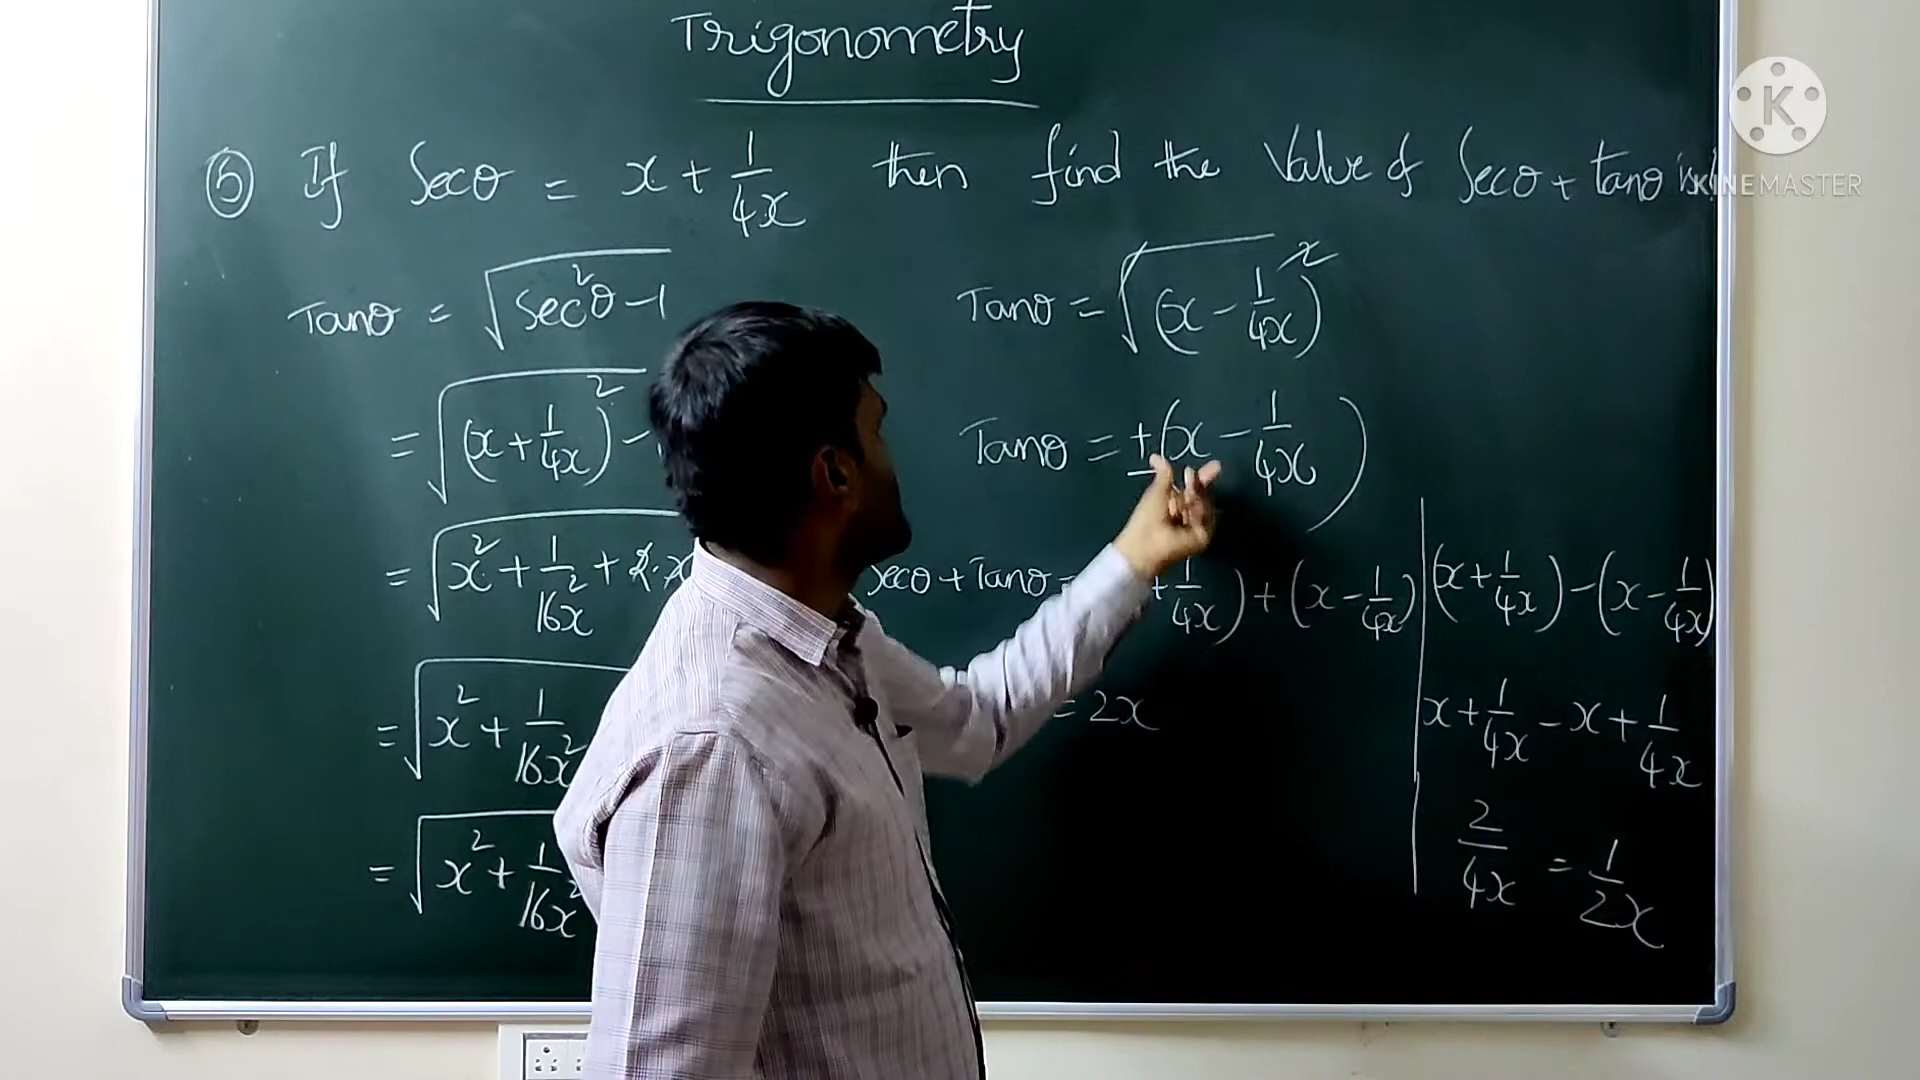 Trigonometry
K
KINEMASTER
⑤ If Secθ = x + 1/4x then find the Value of Secθ + tanθ is
Tanθ = √(sec²θ - 1
= √(x + 1/4x)² -
= √x² + 1/16x² + 2·x
= √x² + 1/16x²
= √x² + 1/16x²
Tanθ = √(x - 1/4x)²
Tanθ = ±(x - 1/4x)
secθ + Tanθ = + 1/4x) + (x - 1/4x)
= 2x
(x + 1/4x) - (x - 1/4x)
x + 1/4x - x + 1/4x
2/4x = 1/2x